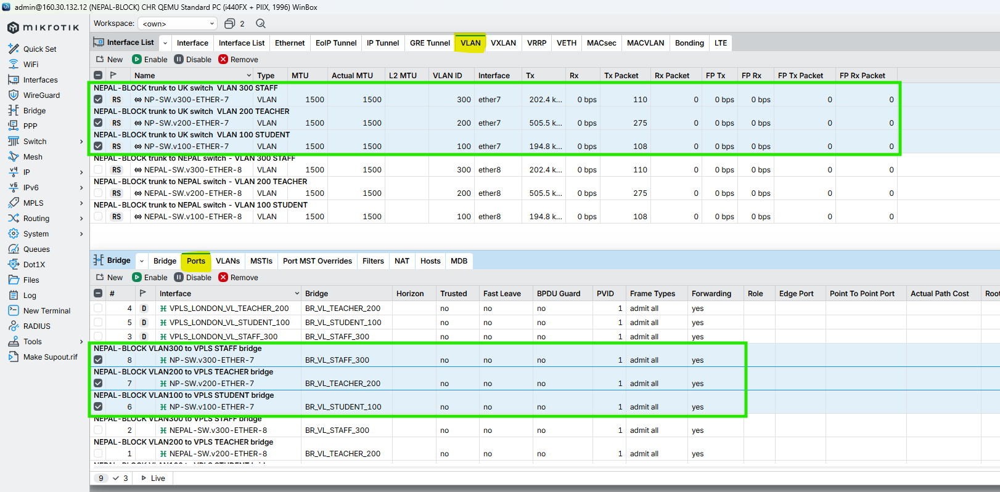 admin@160.30.132.12 (NEPAL-BLOCK) CHR QEMU Standard PC (i440FX + PIIX, 1996) WinBox
mikrotik
Workspace: <own> 2
Quick Set
WiFi
Interfaces
WireGuard
Bridge
PPP
Switch
Mesh
IP
IPv6
MPLS
Routing
System
Queues
Dot1X
Files
Log
New Terminal
RADIUS
Tools
Make Supout.rif
Interface List Interface Interface List Ethernet EoIP Tunnel IP Tunnel GRE Tunnel VLAN VXLAN VRRP VETH MACsec MACVLAN Bonding LTE
New Enable Disable Remove
Name Type MTU Actual MTU L2 MTU VLAN ID Interface Tx Rx Tx Packet Rx Packet FP Tx FP Rx FP Tx Packet FP Rx Packet
NEPAL-BLOCK trunk to UK switch VLAN 300 STAFF
RS NP-SW.v300-ETHER-7 VLAN 1500 1500 300 ether7 202.4 k... 0 bps 110 0 0 bps 0 bps 0 0
NEPAL-BLOCK trunk to UK switch VLAN 200 TEACHER
RS NP-SW.v200-ETHER-7 VLAN 1500 1500 200 ether7 505.5 k... 0 bps 275 0 0 bps 0 bps 0 0
NEPAL-BLOCK trunk to UK switch VLAN 100 STUDENT
RS NP-SW.v100-ETHER-7 VLAN 1500 1500 100 ether7 194.8 k... 0 bps 108 0 0 bps 0 bps 0 0
NEPAL-BLOCK trunk to NEPAL switch - VLAN 300 STAFF
RS NEPAL-SW.v300-ETHER-8 VLAN 1500 1500 300 ether8 202.4 k... 0 bps 110 0 0 bps 0 bps 0 0
NEPAL-BLOCK trunk to NEPAL switch - VLAN 200 TEACHER
RS NEPAL-SW.v200-ETHER-8 VLAN 1500 1500 200 ether8 505.5 k... 0 bps 275 0 0 bps 0 bps 0 0
NEPAL-BLOCK trunk to NEPAL switch - VLAN 100 STUDENT
RS NEPAL-SW.v100-ETHER-8 VLAN 1500 1500 100 ether8 194.8 k... 0 bps 108 0 0 bps 0 bps 0 0
Bridge Bridge Ports VLANs MSTIs Port MST Overrides Filters NAT Hosts MDB
New Enable Disable Remove
# Interface Bridge Horizon Trusted Fast Leave BPDU Guard PVID Frame Types Forwarding Role Edge Port Point To Point Port Actual Path Cost Root
4 D VPLS_LONDON_VL_TEACHER_200 BR_VL_TEACHER_200 no no no 1 admit all yes
5 D VPLS_LONDON_VL_STUDENT_100 BR_VL_STUDENT_100 no no no 1 admit all yes
3 D VPLS_LONDON_VL_STAFF_300 BR_VL_STAFF_300 no no no 1 admit all yes
NEPAL-BLOCK VLAN300 to VPLS STAFF bridge
8 NP-SW.v300-ETHER-7 BR_VL_STAFF_300 no no no 1 admit all yes
NEPAL-BLOCK VLAN200 to VPLS TEACHER bridge
7 NP-SW.v200-ETHER-7 BR_VL_TEACHER_200 no no no 1 admit all yes
NEPAL-BLOCK VLAN100 to VPLS STUDENT bridge
6 NP-SW.v100-ETHER-7 BR_VL_STUDENT_100 no no no 1 admit all yes
NEPAL-BLOCK VLAN300 to VPLS STAFF bridge
2 NEPAL-SW.v300-ETHER-8 BR_VL_STAFF_300 no no no 1 admit all yes
NEPAL-BLOCK VLAN200 to VPLS TEACHER bridge
1 NEPAL-SW.v200-ETHER-8 BR_VL_TEACHER_200 no no no 1 admit all yes
NEPAL-BLOCK VLAN100 to VPLS STUDENT bridge
9 3 Live